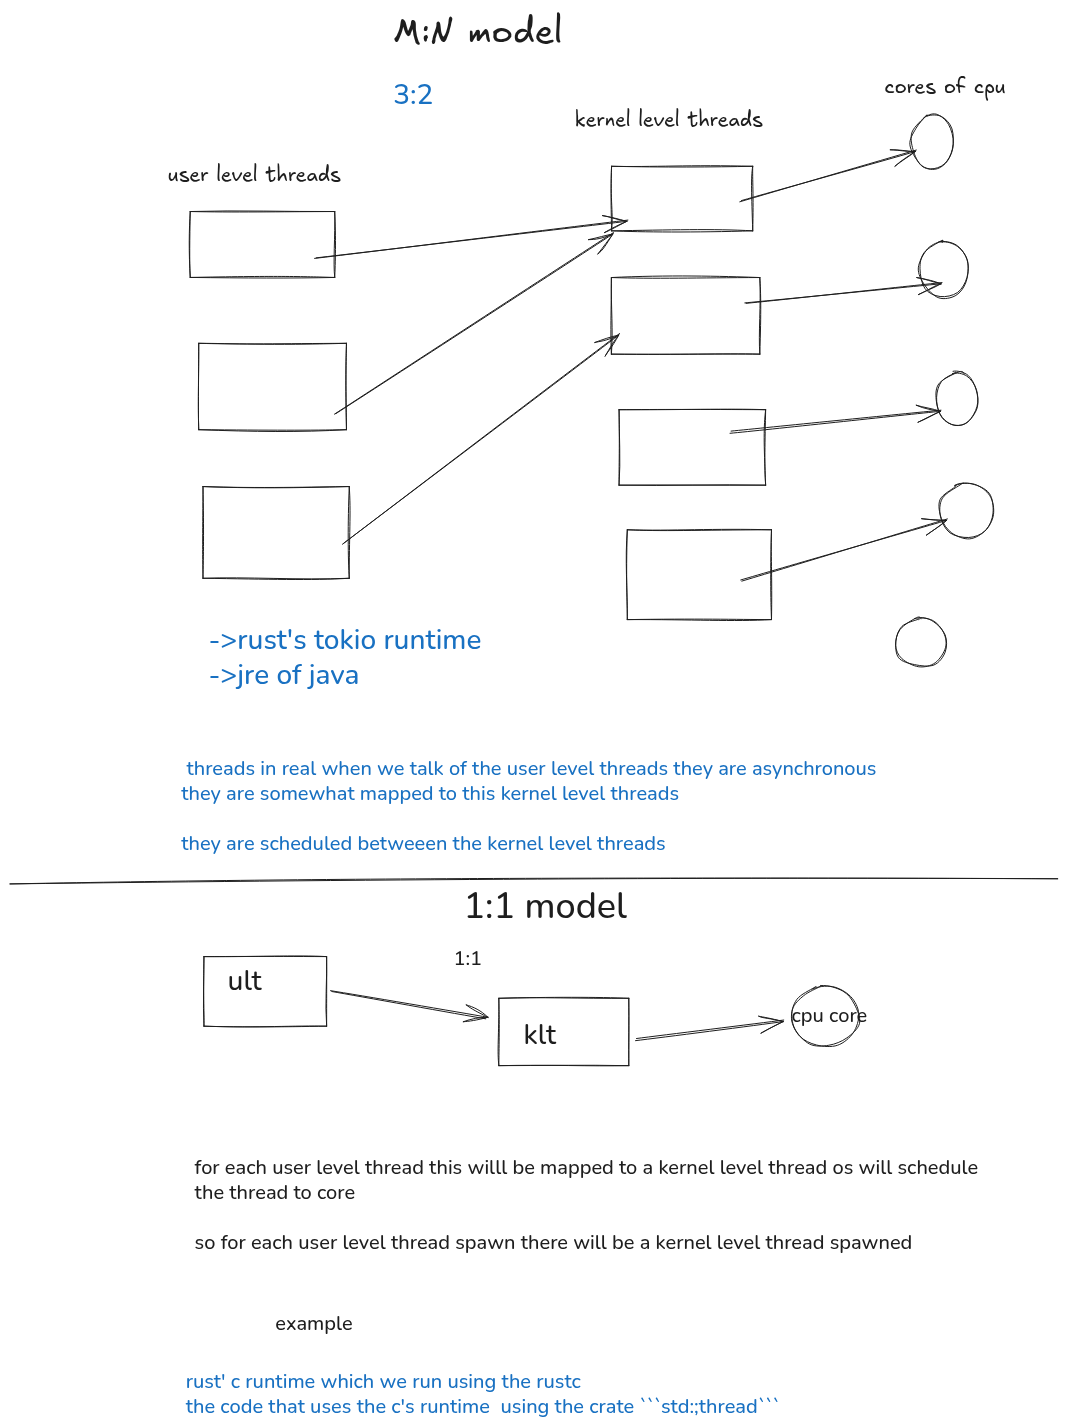 M:N model
3:2
cores of cpu
kernel level threads
user level threads
->rust's tokio runtime
->jre of java
threads in real when we talk of the user level threads they are asynchronous
they are somewhat mapped to this kernel level threads
they are scheduled betweeen the kernel level threads
1:1 model
1:1
ult
klt
cpu core
for each user level thread this willl be mapped to a kernel level thread os will schedule
the thread to core
so for each user level thread spawn there will be a kernel level thread spawned
example
rust' c runtime which we run using the rustc
the code that uses the c's runtime  using the crate ```std:;thread```